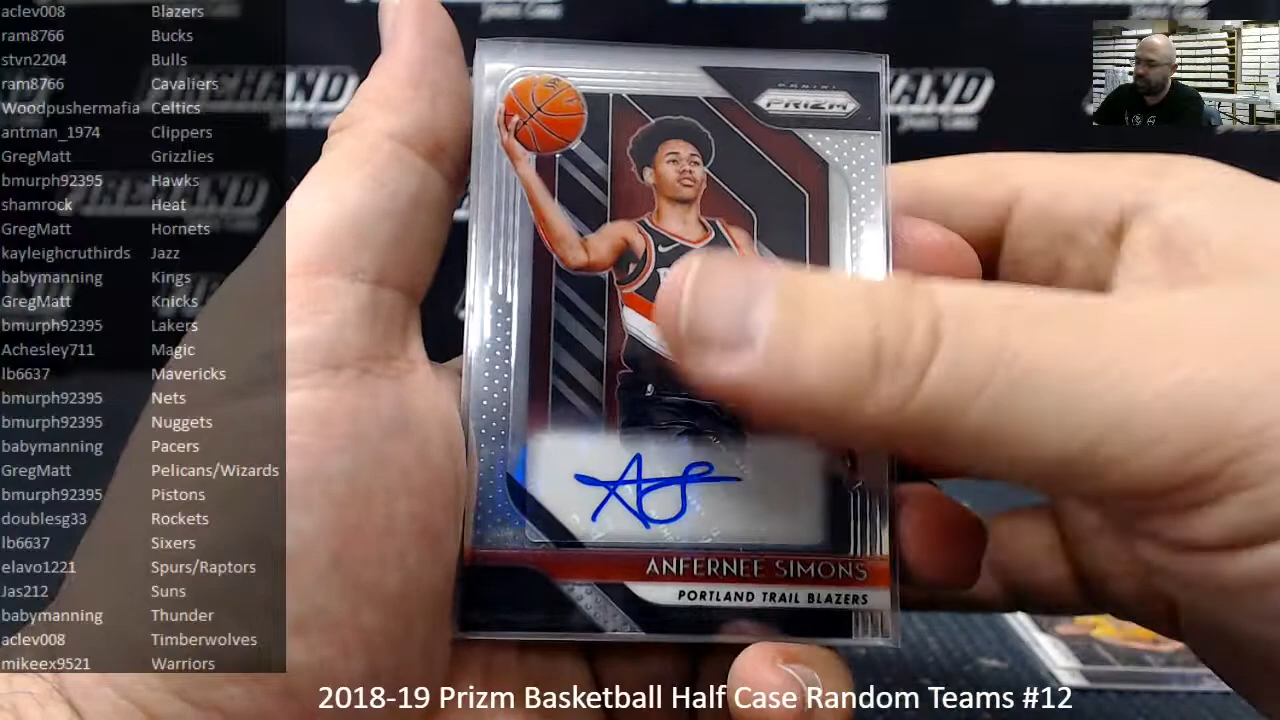 aclev008 Blazers
ram8766 Bucks
stvn2204 Bulls
ram8766 Cavaliers
Woodpushermafia Celtics
antman_1974 Clippers
GregMatt Grizzlies
bmurph92395 Hawks
shamrock Heat
GregMatt Hornets
kayleighcruthirds Jazz
babymanning Kings
GregMatt Knicks
bmurph92395 Lakers
Achesley711 Magic
lb6637 Mavericks
bmurph92395 Nets
bmurph92395 Nuggets
babymanning Pacers
GregMatt Pelicans/Wizards
bmurph92395 Pistons
doublesg33 Rockets
lb6637 Sixers
elavo1221 Spurs/Raptors
Jas212 Suns
babymanning Thunder
aclev008 Timberwolves
mikeex9521 Warriors
PANINI
PRIZM
ANFERNEE SIMONS
PORTLAND TRAIL BLAZERS
2018-19 Prizm Basketball Half Case Random Teams #12